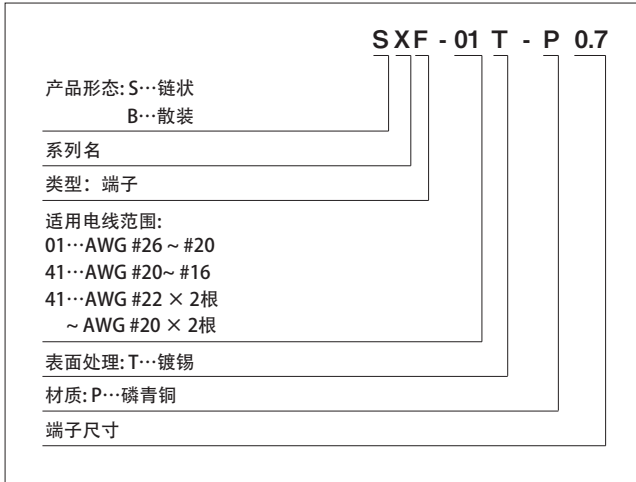 SXF-01T-P0.7
产品形态: S…链状
B…散装
系列名
类型：端子
适用电线范围:
01…AWG #26 ~ #20
41…AWG #20~ #16
41…AWG #22 × 2根
~ AWG #20 × 2根
表面处理: T…镀锡
材质: P…磷青铜
端子尺寸